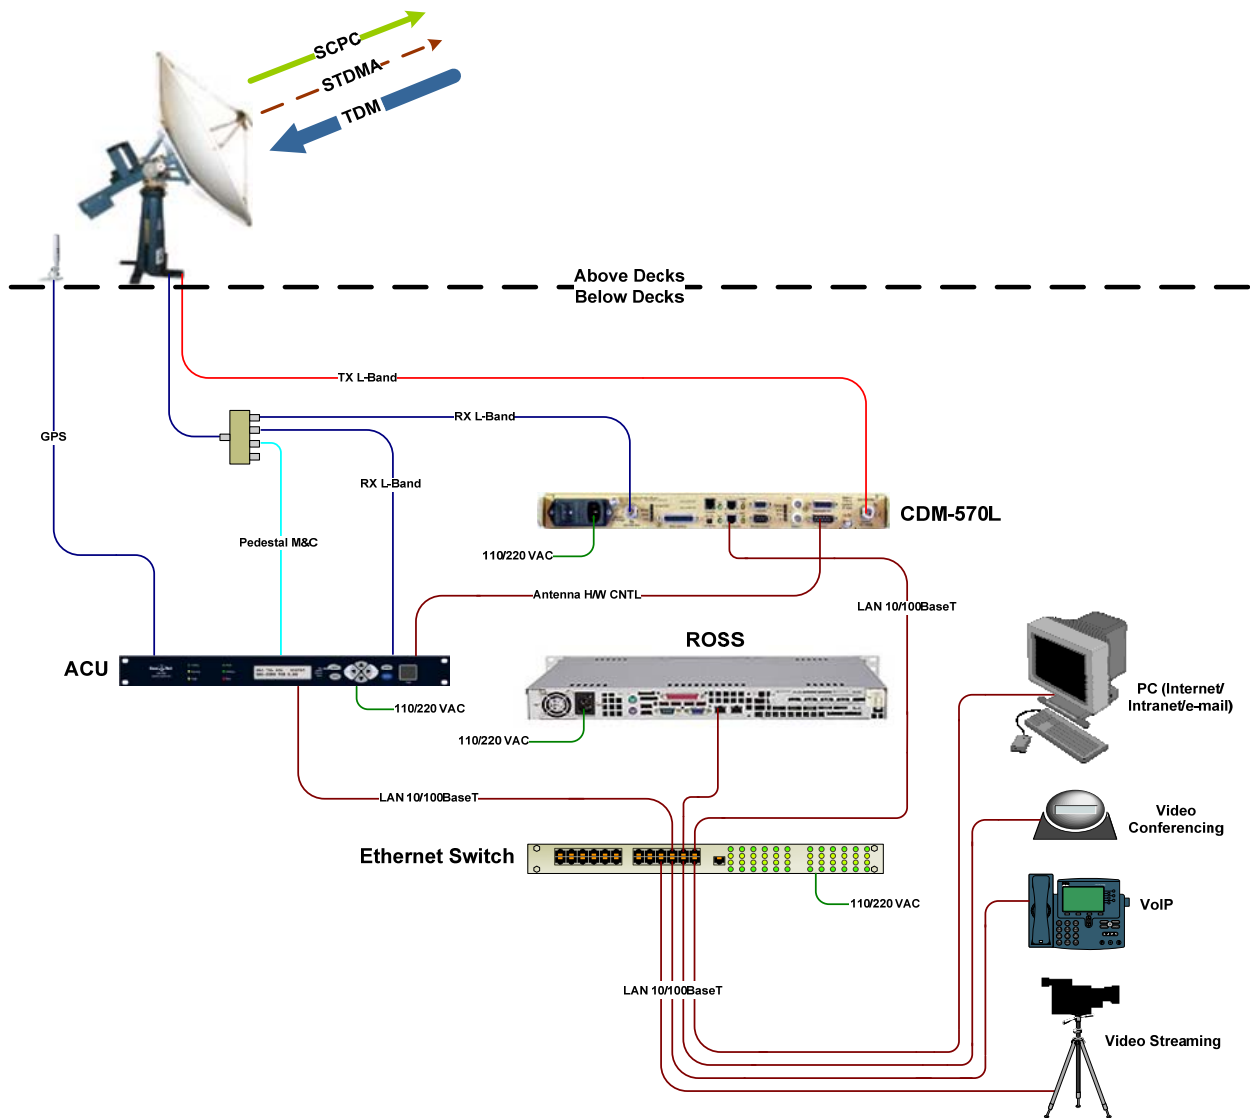 SCPC
STDMA
TDM
Above Decks
Below Decks
TX L-Band
RX L-Band
GPS
RX L-Band
CDM-570L
Pedestal M&C
110/220 VAC
Antenna H/W CNTL
LAN 10/100BaseT
ROSS
ACU
PC (Internet/
Intranet/e-mail)
110/220 VAC
110/220 VAC
LAN 10/100BaseT
Video
Conferencing
Ethernet Switch
110/220 VAC
VoIP
LAN 10/100BaseT
Video Streaming